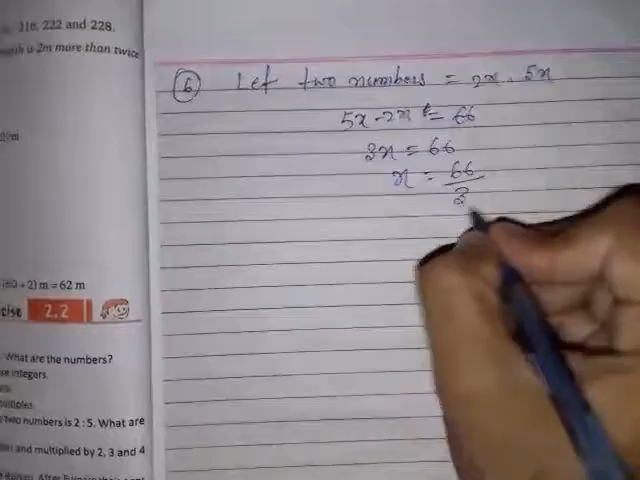 216, 222 and 228.
is 2m more than twice
(6) Let two numbers = 2x, 5x
5x - 2x = 66
3x = 66
x = 66/3
(60 + 2) m = 62 m
cise 2.2
What are the numbers?
integers.
two numbers is 2 : 5. What are
and multiplied by 2, 3 and 4